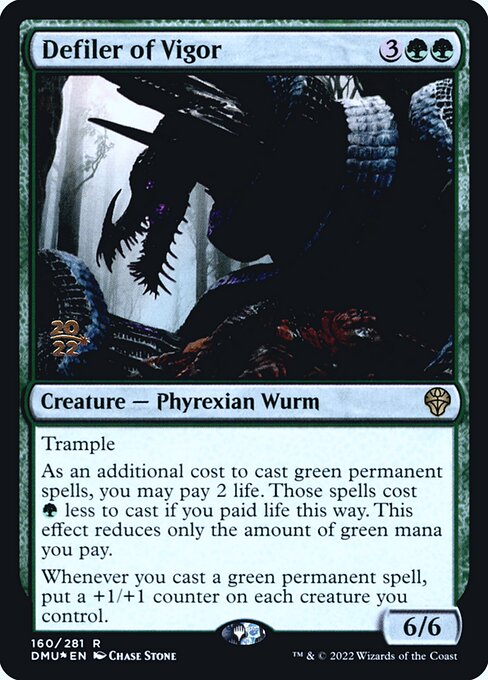 Defiler of Vigor 3
20
22
Creature — Phyrexian Wurm
Trample
As an additional cost to cast green permanent
spells, you may pay 2 life. Those spells cost
less to cast if you paid life this way. This
effect reduces only the amount of green mana
you pay.
Whenever you cast a green permanent spell,
put a +1/+1 counter on each creature you
control.
6/6
160/281 R
DMU★EN Chase Stone
™ & © 2022 Wizards of the Coast